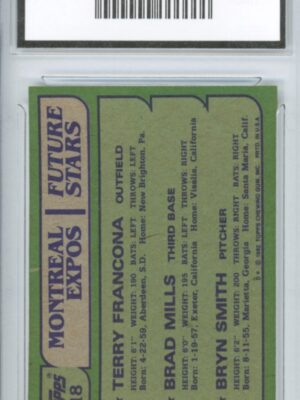 Topps
18
MONTREAL EXPOS
FUTURE STARS
TERRY FRANCONA OUTFIELD
HEIGHT: 6'1" WEIGHT: 190 BATS: LEFT THROWS: LEFT
Born: 4-22-59, Aberdeen, S.D. Home: New Brighton, Pa.
BRAD MILLS THIRD BASE
HEIGHT: 6'0" WEIGHT: 195 BATS: LEFT THROWS: RIGHT
Born: 1-19-57, Exeter, California Home: Visalia, California
BRYN SMITH PITCHER
HEIGHT: 6'2" WEIGHT: 200 THROWS: RIGHT BATS: RIGHT
Born: 8-11-55, Marietta, Georgia Home: Santa Maria, Calif.
© 1982 TOPPS CHEWING GUM, INC. PRTD. IN U.S.A.